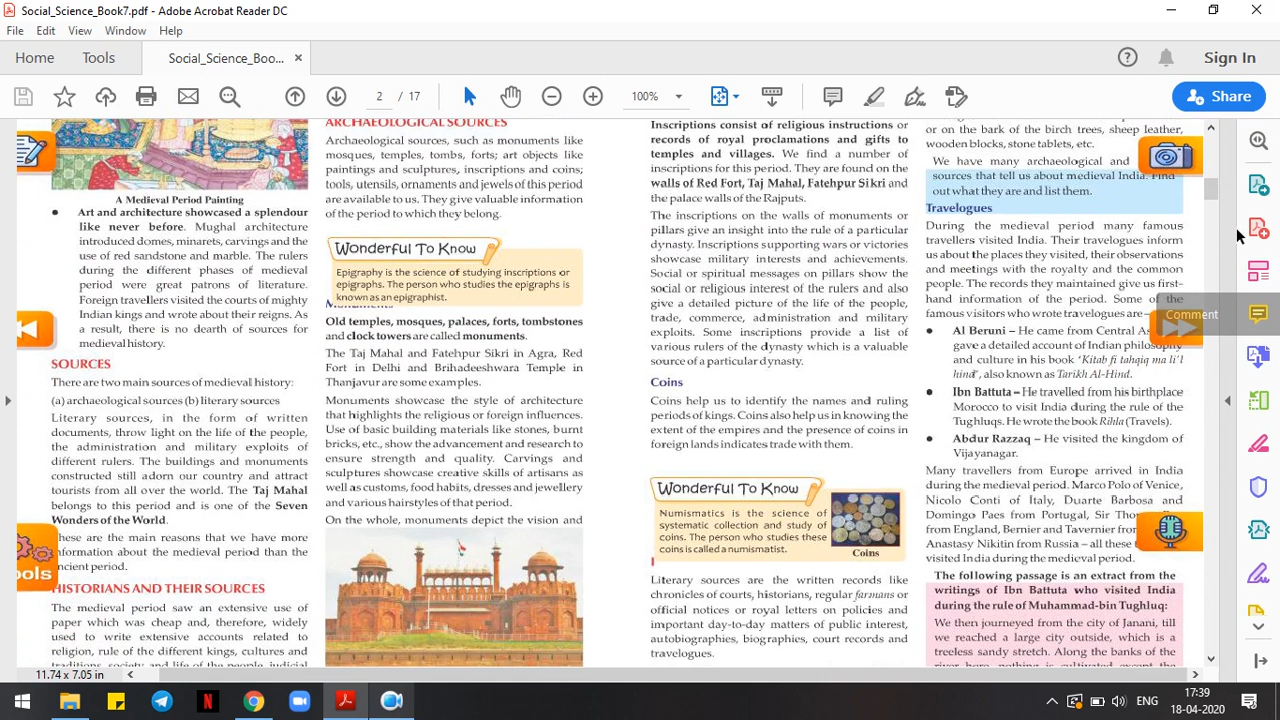 Social_Science_Book7.pdf - Adobe Acrobat Reader DC
File Edit View Window Help
Home Tools Social_Science_Boo... × Sign In
2 / 17 100% Share
A Medieval Period Painting
• Art and architecture showcased a splendour
like never before. Mughal architecture
introduced domes, minarets, carvings and the
use of red sandstone and marble. The rulers
during the different phases of medieval
period were great patrons of literature.
Foreign travellers visited the courts of mighty
Indian kings and wrote about their reigns. As
a result, there is no dearth of sources for
medieval history.
SOURCES
There are two main sources of medieval history:
(a) archaeological sources (b) literary sources
Literary sources, in the form of written
documents, throw light on the life of the people,
the administration and military exploits of
different rulers. The buildings and monuments
constructed still adorn our country and attract
tourists from all over the world. The Taj Mahal
belongs to this period and is one of the Seven
Wonders of the World.
hese are the main reasons that we have more
information about the medieval period than the
ncient period.
ools
HISTORIANS AND THEIR SOURCES
The medieval period saw an extensive use of
paper which was cheap and, therefore, widely
used to write extensive accounts related to
religion, rule of the different kings, cultures and
traditions, society and life of the people, judicial
ARCHAEOLOGICAL SOURCES
Archaeological sources, such as monuments like
mosques, temples, tombs, forts; art objects like
paintings and sculptures, inscriptions and coins;
tools, utensils, ornaments and jewels of this period
are available to us. They give valuable information
of the period to which they belong.
Wonderful To Know
Epigraphy is the science of studying inscriptions or
epigraphs. The person who studies the epigraphs is
known as an epigraphist.
Monuments
Old temples, mosques, palaces, forts, tombstones
and clock towers are called monuments.
The Taj Mahal and Fatehpur Sikri in Agra, Red
Fort in Delhi and Brihadeeshwara Temple in
Thanjavur are some examples.
Monuments showcase the style of architecture
that highlights the religious or foreign influences.
Use of basic building materials like stones, burnt
bricks, etc., show the advancement and research to
ensure strength and quality. Carvings and
sculptures showcase creative skills of artisans as
well as customs, food habits, dresses and jewellery
and various hairstyles of that period.
On the whole, monuments depict the vision and
Inscriptions consist of religious instructions or
records of royal proclamations and gifts to
temples and villages. We find a number of
inscriptions for this period. They are found on the
walls of Red Fort, Taj Mahal, Fatehpur Sikri and
the palace walls of the Rajputs.
The inscriptions on the walls of monuments or
pillars give an insight into the rule of a particular
dynasty. Inscriptions supporting wars or victories
showcase military interests and achievements.
Social or spiritual messages on pillars show the
social or religious interest of the rulers and also
give a detailed picture of the life of the people,
trade, commerce, administration and military
exploits. Some inscriptions provide a list of
various rulers of the dynasty which is a valuable
source of a particular dynasty.
Coins
Coins help us to identify the names and ruling
periods of kings. Coins also help us in knowing the
extent of the empires and the presence of coins in
foreign lands indicates trade with them.
Wonderful To Know
Numismatics is the science of
systematic collection and study of
coins. The person who studies these
coins is called a numismatist.
Coins
Literary sources are the written records like
chronicles of courts, historians, regular farmans or
official notices or royal letters on policies and
important day-to-day matters of public interest,
autobiographies, biographies, court records and
travelogues.
or on the bark of the birch trees, sheep leather,
wooden blocks, stone tablets, etc.
We have many archaeological and
sources that tell us about medieval India. Find
out what they are and list them.
Travelogues
During the medieval period many famous
travellers visited India. Their travelogues inform
us about the places they visited, their observations
and meetings with the royalty and the common
people. The records they maintained give us first-
hand information of the period. Some of the
famous visitors who wrote travelogues are—
Comment
• Al Beruni – He came from Central As
gave a detailed account of Indian philosophy
and culture in his book ‘Kitab fi tahqiq ma li’l
hind’, also known as Tarikh Al-Hind.
• Ibn Battuta – He travelled from his birthplace
Morocco to visit India during the rule of the
Tughluqs. He wrote the book Rihla (Travels).
• Abdur Razzaq – He visited the kingdom of
Vijayanagar.
Many travellers from Europe arrived in India
during the medieval period. Marco Polo of Venice,
Nicolo Conti of Italy, Duarte Barbosa and
Domingo Paes from Portugal, Sir Tho
from England, Bernier and Tavernier from
Anastasy Nikitin from Russia – all these
visited India during the medieval period.
The following passage is an extract from the
writings of Ibn Battuta who visited India
during the rule of Muhammad-bin Tughluq:
We then journeyed from the city of Janani, till
we reached a large city outside, which is a
treeless sandy stretch. Along the banks of the
river here, nothing is cultivated except the
11.74 x 7.05 in
ENG
17:39
18-04-2020